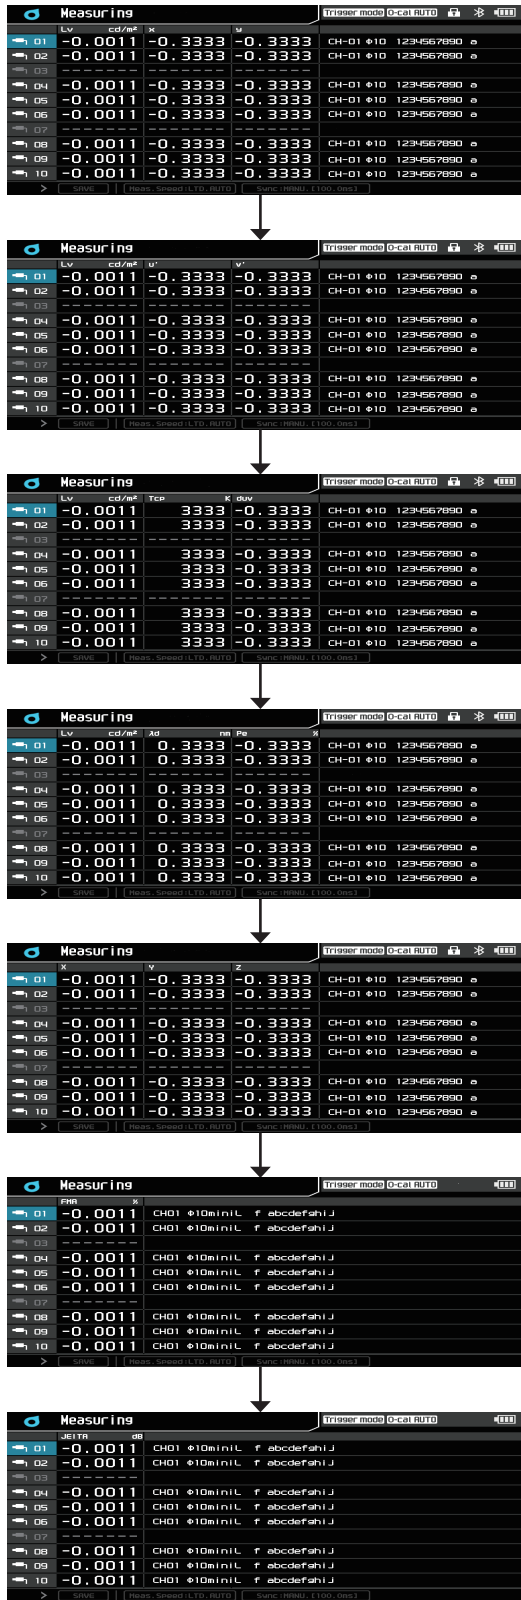 Measuring Trigger mode 0-cal AUTO
Lv cd/m² x y
01 -0.0011 -0.3333 -0.3333 CH-01 Φ10 1234567890 a
02 -0.0011 -0.3333 -0.3333 CH-01 Φ10 1234567890 a
03 ------- ------- -------
04 -0.0011 -0.3333 -0.3333 CH-01 Φ10 1234567890 a
05 -0.0011 -0.3333 -0.3333 CH-01 Φ10 1234567890 a
06 -0.0011 -0.3333 -0.3333 CH-01 Φ10 1234567890 a
07 ------- ------- -------
08 -0.0011 -0.3333 -0.3333 CH-01 Φ10 1234567890 a
09 -0.0011 -0.3333 -0.3333 CH-01 Φ10 1234567890 a
10 -0.0011 -0.3333 -0.3333 CH-01 Φ10 1234567890 a
> SAVE Meas.Speed:LTD.AUTO Sync:MANU.[100.0ns]
Measuring Trigger mode 0-cal AUTO
Lv cd/m² u' v'
01 -0.0011 -0.3333 -0.3333 CH-01 Φ10 1234567890 a
02 -0.0011 -0.3333 -0.3333 CH-01 Φ10 1234567890 a
03 ------- ------- -------
04 -0.0011 -0.3333 -0.3333 CH-01 Φ10 1234567890 a
05 -0.0011 -0.3333 -0.3333 CH-01 Φ10 1234567890 a
06 -0.0011 -0.3333 -0.3333 CH-01 Φ10 1234567890 a
07 ------- ------- -------
08 -0.0011 -0.3333 -0.3333 CH-01 Φ10 1234567890 a
09 -0.0011 -0.3333 -0.3333 CH-01 Φ10 1234567890 a
10 -0.0011 -0.3333 -0.3333 CH-01 Φ10 1234567890 a
> SAVE Meas.Speed:LTD.AUTO Sync:MANU.[100.0ns]
Measuring Trigger mode 0-cal AUTO
Lv cd/m² Tcp K duv
01 -0.0011 3333 -0.3333 CH-01 Φ10 1234567890 a
02 -0.0011 3333 -0.3333 CH-01 Φ10 1234567890 a
03 ------- ------- -------
04 -0.0011 3333 -0.3333 CH-01 Φ10 1234567890 a
05 -0.0011 3333 -0.3333 CH-01 Φ10 1234567890 a
06 -0.0011 3333 -0.3333 CH-01 Φ10 1234567890 a
07 ------- ------- -------
08 -0.0011 3333 -0.3333 CH-01 Φ10 1234567890 a
09 -0.0011 3333 -0.3333 CH-01 Φ10 1234567890 a
10 -0.0011 3333 -0.3333 CH-01 Φ10 1234567890 a
> SAVE Meas.Speed:LTD.AUTO Sync:MANU.[100.0ns]
Measuring Trigger mode 0-cal AUTO
Lv cd/m² λd nm Pe %
01 -0.0011 0.3333 -0.3333 CH-01 Φ10 1234567890 a
02 -0.0011 0.3333 -0.3333 CH-01 Φ10 1234567890 a
03 ------- ------- -------
04 -0.0011 0.3333 -0.3333 CH-01 Φ10 1234567890 a
05 -0.0011 0.3333 -0.3333 CH-01 Φ10 1234567890 a
06 -0.0011 0.3333 -0.3333 CH-01 Φ10 1234567890 a
07 ------- ------- -------
08 -0.0011 0.3333 -0.3333 CH-01 Φ10 1234567890 a
09 -0.0011 0.3333 -0.3333 CH-01 Φ10 1234567890 a
10 -0.0011 0.3333 -0.3333 CH-01 Φ10 1234567890 a
> SAVE Meas.Speed:LTD.AUTO Sync:MANU.[100.0ns]
Measuring Trigger mode 0-cal AUTO
X Y Z
01 -0.0011 -0.3333 -0.3333 CH-01 Φ10 1234567890 a
02 -0.0011 -0.3333 -0.3333 CH-01 Φ10 1234567890 a
03 ------- ------- -------
04 -0.0011 -0.3333 -0.3333 CH-01 Φ10 1234567890 a
05 -0.0011 -0.3333 -0.3333 CH-01 Φ10 1234567890 a
06 -0.0011 -0.3333 -0.3333 CH-01 Φ10 1234567890 a
07 ------- ------- -------
08 -0.0011 -0.3333 -0.3333 CH-01 Φ10 1234567890 a
09 -0.0011 -0.3333 -0.3333 CH-01 Φ10 1234567890 a
10 -0.0011 -0.3333 -0.3333 CH-01 Φ10 1234567890 a
> SAVE Meas.Speed:LTD.AUTO Sync:MANU.[100.0ns]
Measuring Trigger mode 0-cal AUTO
FMA %
01 -0.0011 CH01 Φ10miniL f abcdefghiJ
02 -0.0011 CH01 Φ10miniL f abcdefghiJ
03 -------
04 -0.0011 CH01 Φ10miniL f abcdefghiJ
05 -0.0011 CH01 Φ10miniL f abcdefghiJ
06 -0.0011 CH01 Φ10miniL f abcdefghiJ
07 -------
08 -0.0011 CH01 Φ10miniL f abcdefghiJ
09 -0.0011 CH01 Φ10miniL f abcdefghiJ
10 -0.0011 CH01 Φ10miniL f abcdefghiJ
> SAVE Meas.Speed:LTD.AUTO Sync:MANU.[100.0ns]
Measuring Trigger mode 0-cal AUTO
JEITA dB
01 -0.0011 CH01 Φ10miniL f abcdefghiJ
02 -0.0011 CH01 Φ10miniL f abcdefghiJ
03 -------
04 -0.0011 CH01 Φ10miniL f abcdefghiJ
05 -0.0011 CH01 Φ10miniL f abcdefghiJ
06 -0.0011 CH01 Φ10miniL f abcdefghiJ
07 -------
08 -0.0011 CH01 Φ10miniL f abcdefghiJ
09 -0.0011 CH01 Φ10miniL f abcdefghiJ
10 -0.0011 CH01 Φ10miniL f abcdefghiJ
> SAVE Meas.Speed:LTD.AUTO Sync:MANU.[100.0ns]